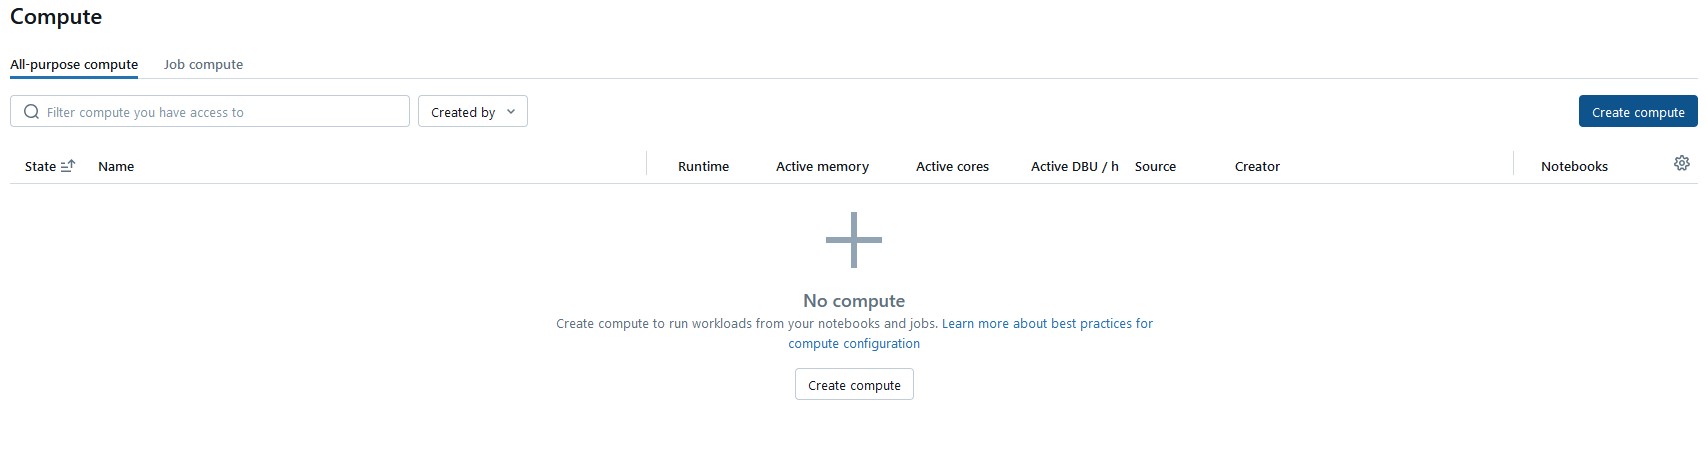 Compute
All-purpose compute Job compute
Filter compute you have access to Created by Create compute
State Name Runtime Active memory Active cores Active DBU / h Source Creator Notebooks
No compute
Create compute to run workloads from your notebooks and jobs. Learn more about best practices for
compute configuration
Create compute